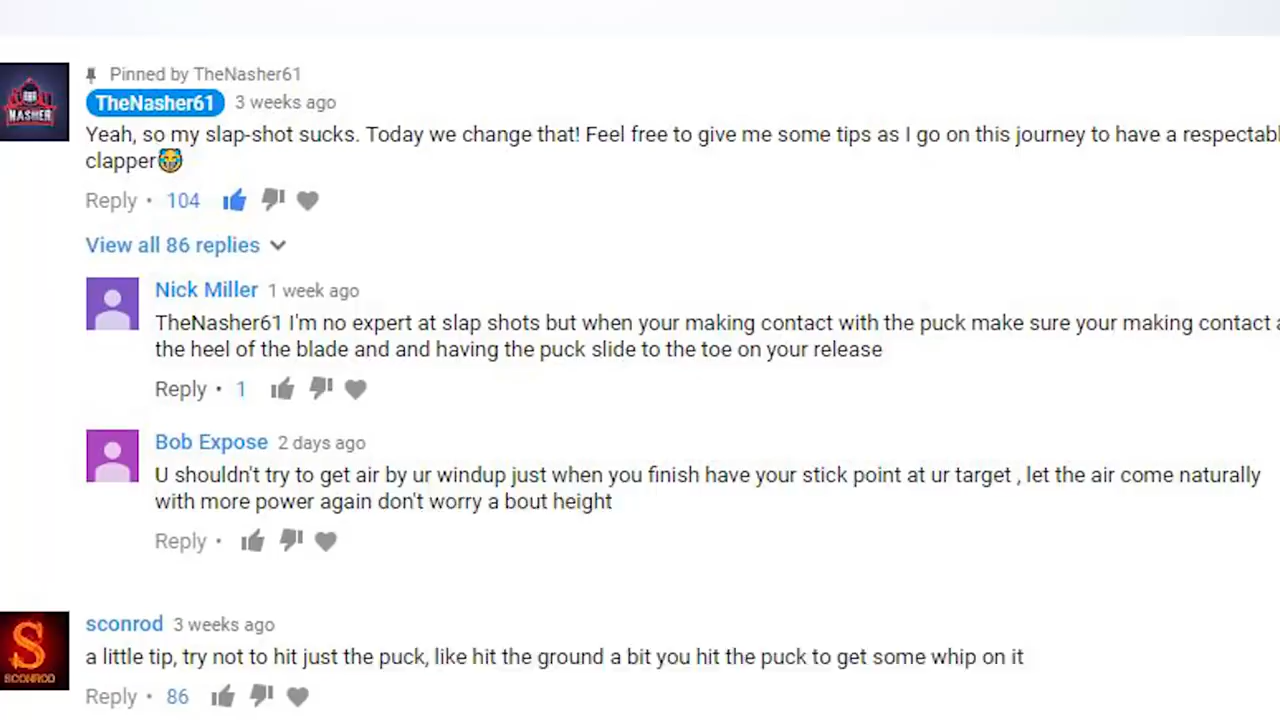 Pinned by TheNasher61
TheNasher61 3 weeks ago
NASHER
Yeah, so my slap-shot sucks. Today we change that! Feel free to give me some tips as I go on this journey to have a respectabl
clapper
Reply • 104
View all 86 replies
Nick Miller 1 week ago
TheNasher61 I'm no expert at slap shots but when your making contact with the puck make sure your making contact a
the heel of the blade and and having the puck slide to the toe on your release
Reply • 1
Bob Expose 2 days ago
U shouldn't try to get air by ur windup just when you finish have your stick point at ur target , let the air come naturally
with more power again don't worry a bout height
Reply •
sconrod 3 weeks ago
a little tip, try not to hit just the puck, like hit the ground a bit you hit the puck to get some whip on it
S
SCONROD
Reply • 86